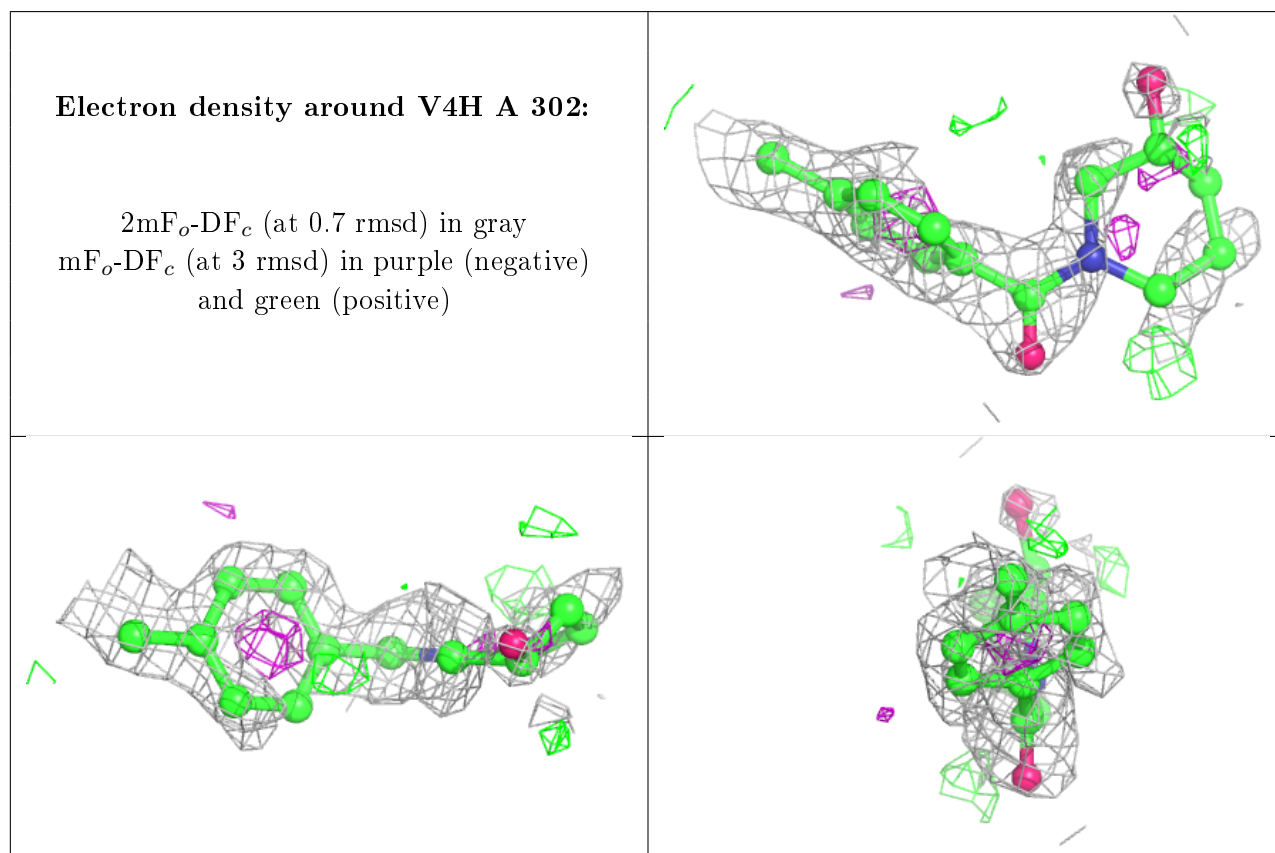 Electron density around V4H A 302:
2mFo-DFc (at 0.7 rmsd) in gray
mFo-DFc (at 3 rmsd) in purple (negative)
and green (positive)